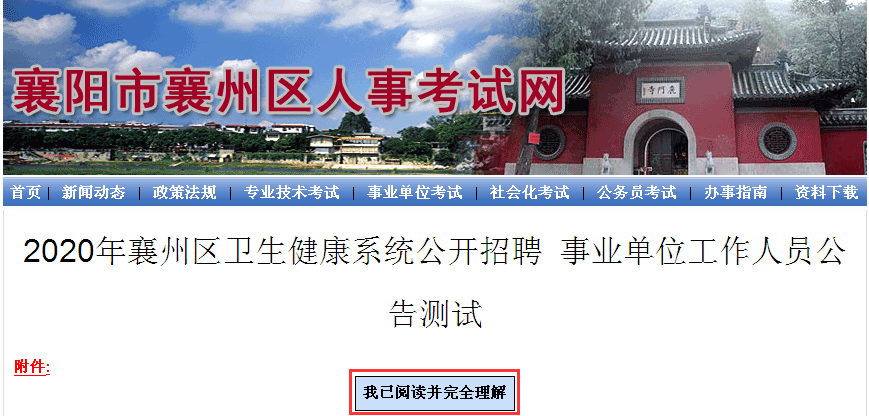 襄阳市襄州区人事考试网
鹿门寺
首页 | 新闻动态 | 政策法规 | 专业技术考试 | 事业单位考试 | 社会化考试 | 公务员考试 | 办事指南 | 资料下载
2020年襄州区卫生健康系统公开招聘 事业单位工作人员公
告测试
附件:
我已阅读并完全理解